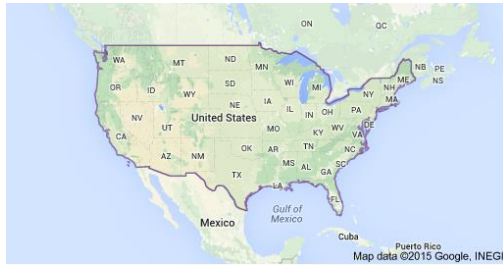 ON
QC
WA
MT
ND
MN
NB
PE
NS
ME
OR
ID
SD
WI
MI
NH
NY
MA
WY
NE
IA
IL
IN
OH
PA
NV
UT
United States
MO
KY
WV
VA
DE
CA
AZ
NM
OK
AR
TN
NC
SC
MS
AL
GA
TX
LA
FL
Gulf of
Mexico
Mexico
Cuba
Puerto Rico
Map data ©2015 Google, INEGI